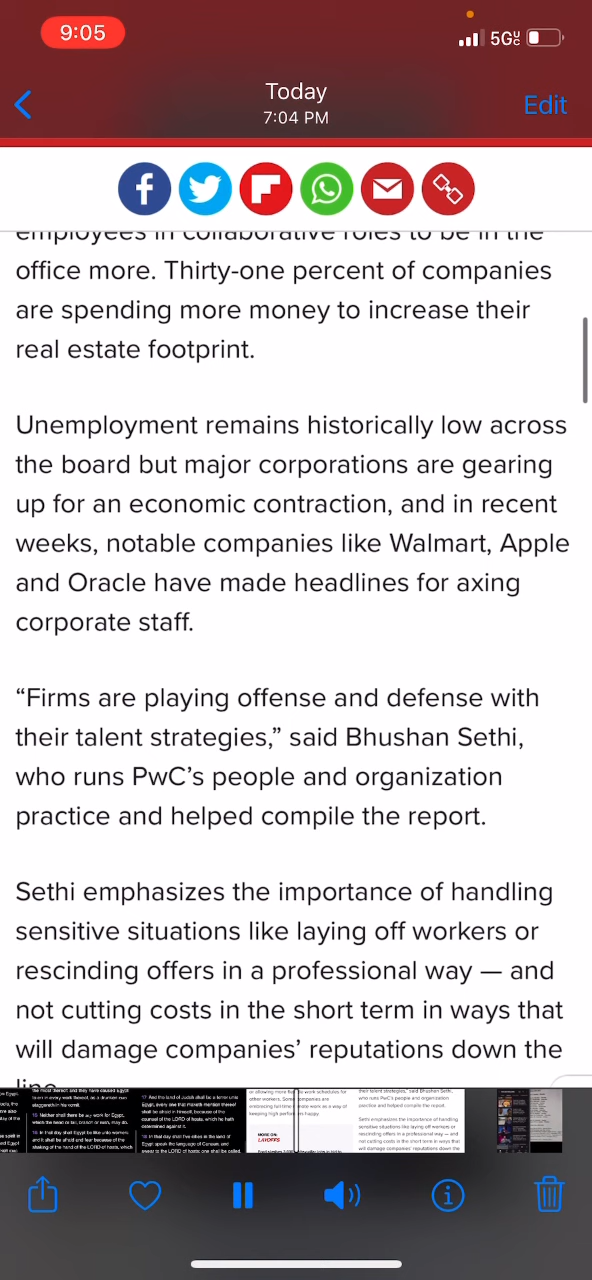 9:05
5G
Today
7:04 PM
Edit
employees in collaborative roles to be in the
office more. Thirty-one percent of companies
are spending more money to increase their
real estate footprint.
Unemployment remains historically low across
the board but major corporations are gearing
up for an economic contraction, and in recent
weeks, notable companies like Walmart, Apple
and Oracle have made headlines for axing
corporate staff.
“Firms are playing offense and defense with
their talent strategies,” said Bhushan Sethi,
who runs PwC’s people and organization
practice and helped compile the report.
Sethi emphasizes the importance of handling
sensitive situations like laying off workers or
rescinding offers in a professional way — and
not cutting costs in the short term in ways that
will damage companies’ reputations down the
line
MORE ON
LAYOFFS